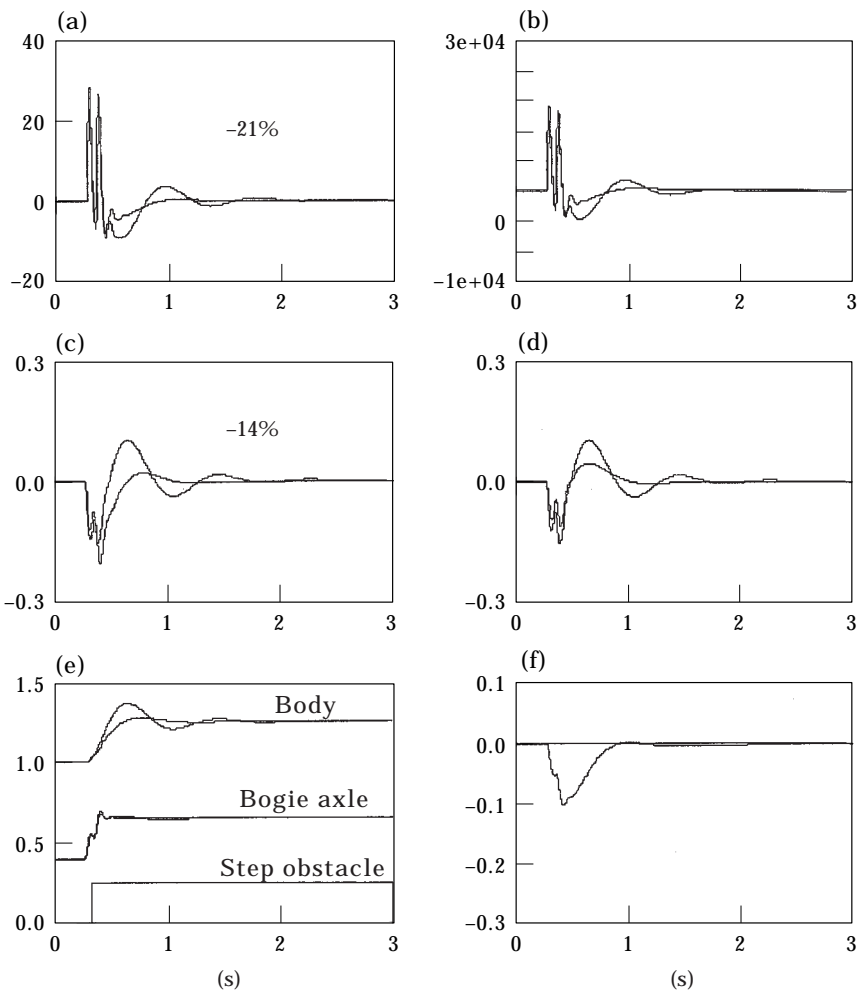 (a)
40
20
0
−20
−21%
0 1 2 3
(b)
3e+04
0
−1e+04
0 1 2 3
(c)
0.3
0.0
−0.3
−14%
0 1 2 3
(d)
0.3
0.0
−0.3
0 1 2 3
(e)
1.5
1.0
0.5
0.0
Body
Bogie axle
Step obstacle
0 1 2 3
(s)
(f)
0.1
0.0
−0.1
−0.2
−0.3
0 1 2 3
(s)